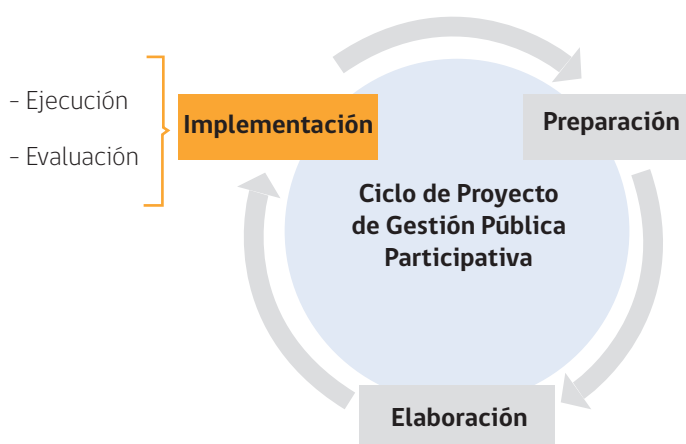 – Ejecución
– Evaluación
Implementación
Preparación
Ciclo de Proyecto
de Gestión Pública
Participativa
Elaboración